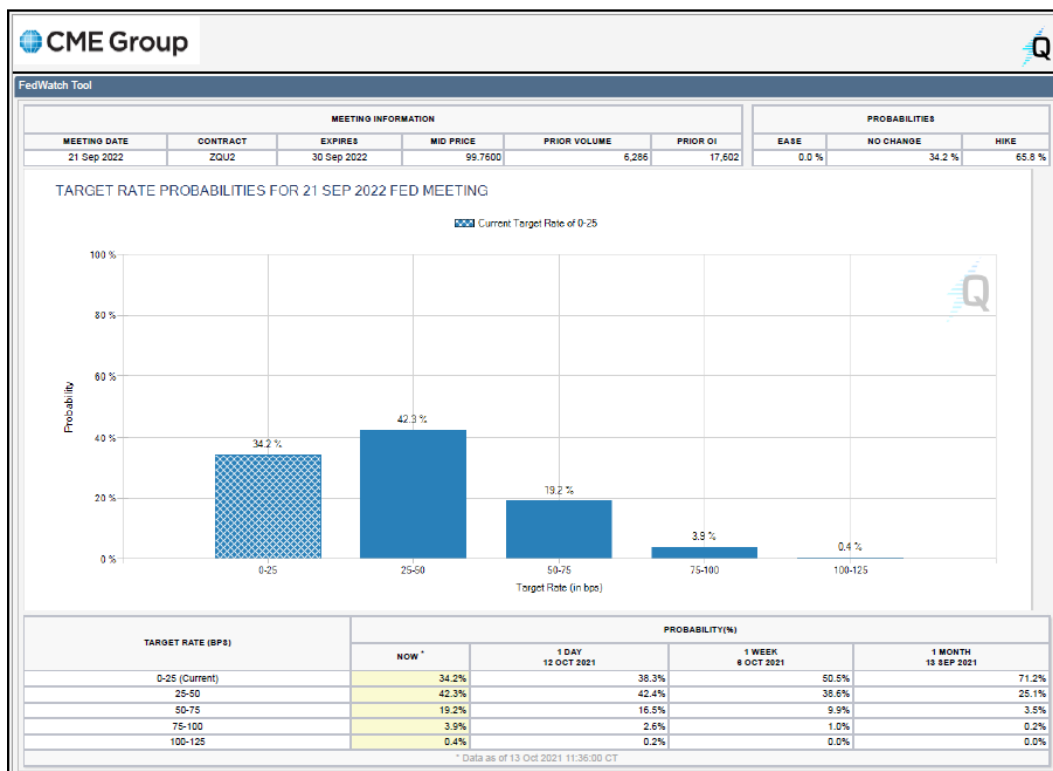 CME Group
Q
FedWatch Tool
MEETING INFORMATION
PROBABILITIES
MEETING DATE CONTRACT EXPIRES MID PRICE PRIOR VOLUME PRIOR OI EASE NO CHANGE HIKE
21 Sep 2022 ZQU2 30 Sep 2022 99.7600 6,286 17,602 0.0 % 34.2 % 65.8 %
TARGET RATE PROBABILITIES FOR 21 SEP 2022 FED MEETING
Current Target Rate of 0-25
Q
100 %
80 %
60 %
40 %
20 %
0 %
Probability
34.2 %
42.3 %
19.2 %
3.9 %
0.4 %
0-25 25-50 50-75 75-100 100-125
Target Rate (in bps)
TARGET RATE (BPS)
PROBABILITY(%)
NOW * 1 DAY 1 WEEK 1 MONTH
12 OCT 2021 6 OCT 2021 13 SEP 2021
0-25 (Current) 34.2% 38.3% 50.5% 71.2%
25-50 42.3% 42.4% 38.6% 25.1%
50-75 19.2% 16.5% 9.9% 3.5%
75-100 3.9% 2.6% 1.0% 0.2%
100-125 0.4% 0.2% 0.0% 0.0%
* Data as of 13 Oct 2021 11:36:00 CT